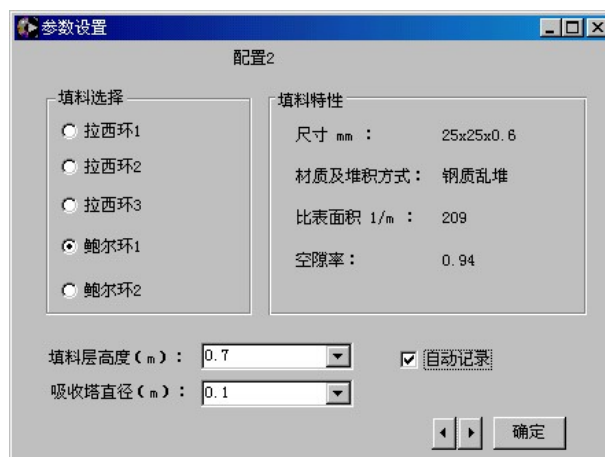 参数设置
配置2
填料选择
拉西环1
拉西环2
拉西环3
鲍尔环1
鲍尔环2
填料特性
尺寸 mm ： 25x25x0.6
材质及堆积方式： 钢质乱堆
比表面积 1/m ： 209
空隙率： 0.94
填料层高度(m)： 0.7
自动记录
吸收塔直径(m)： 0.1
确定